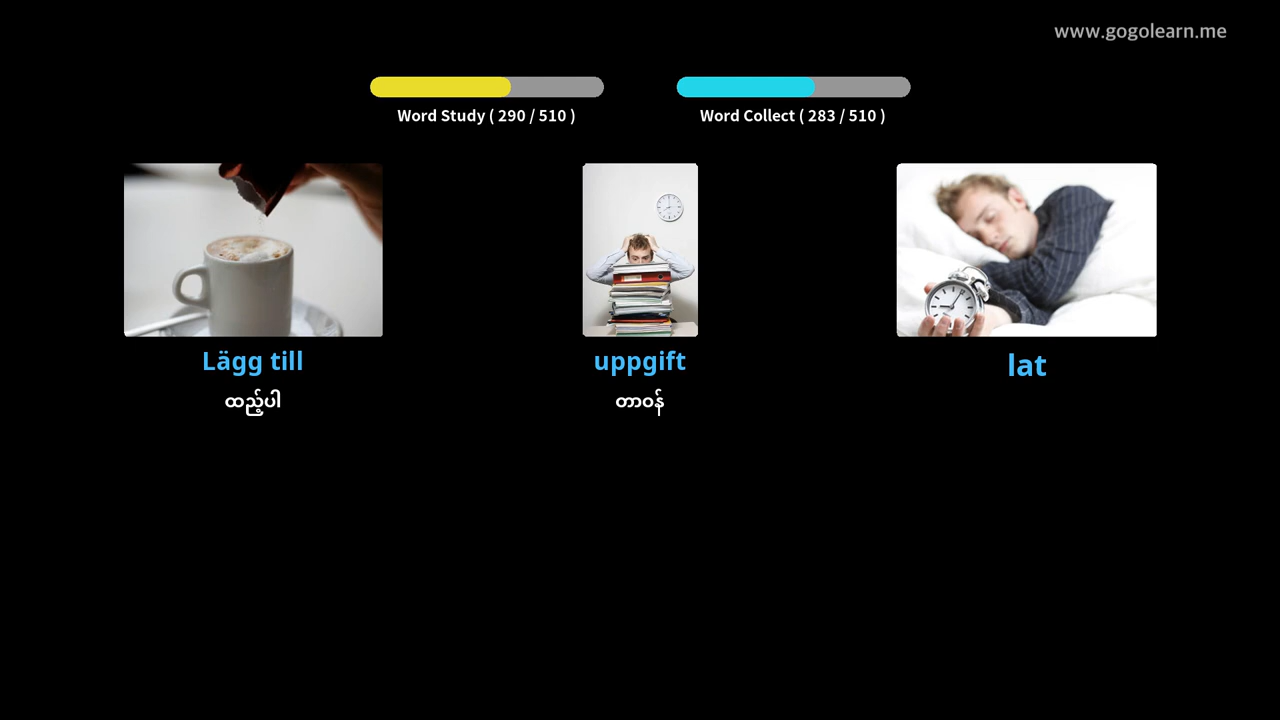 www.gogolearn.me
Word Study ( 290 / 510 )
Word Collect ( 283 / 510 )
Lägg till
uppgift
lat
ထည့်ပါ
တာဝန်